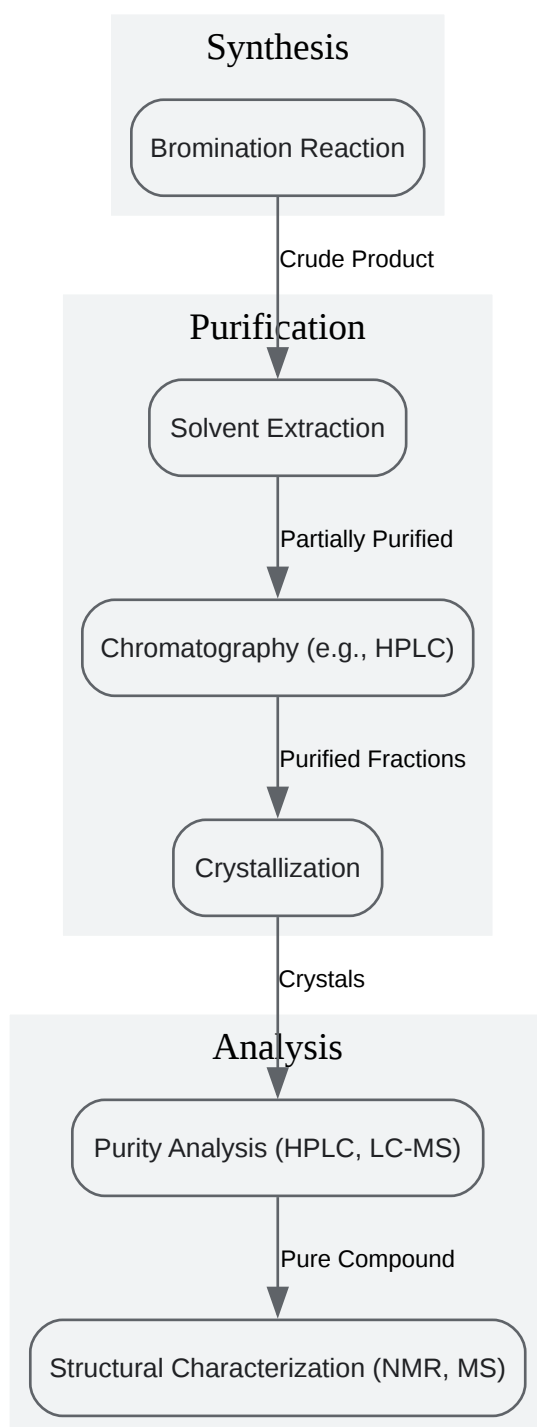 Synthesis
Bromination Reaction
Crude Product
Purification
Solvent Extraction
Partially Purified
Chromatography (e.g., HPLC)
Purified Fractions
Crystallization
Crystals
Analysis
Purity Analysis (HPLC, LC-MS)
Pure Compound
Structural Characterization (NMR, MS)